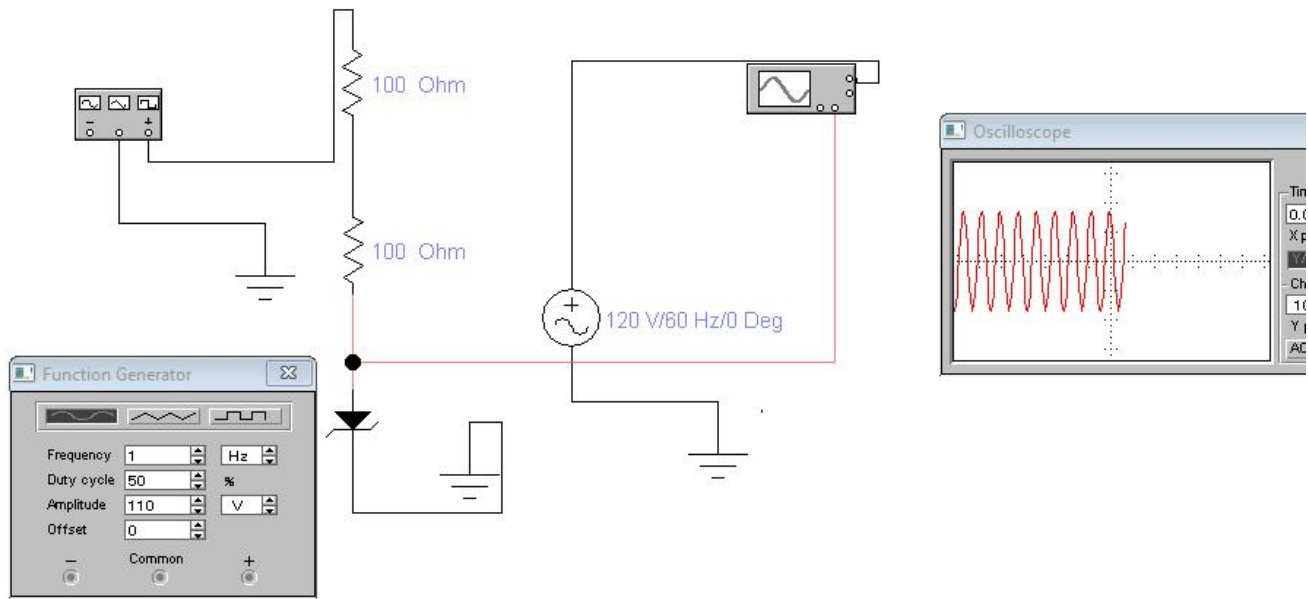 100 Ohm
100 Ohm
120 V/60 Hz/0 Deg
Function Generator
Frequency 1 Hz
Duty cycle 50 %
Amplitude 110 V
Offset 0
− Common +
Oscilloscope